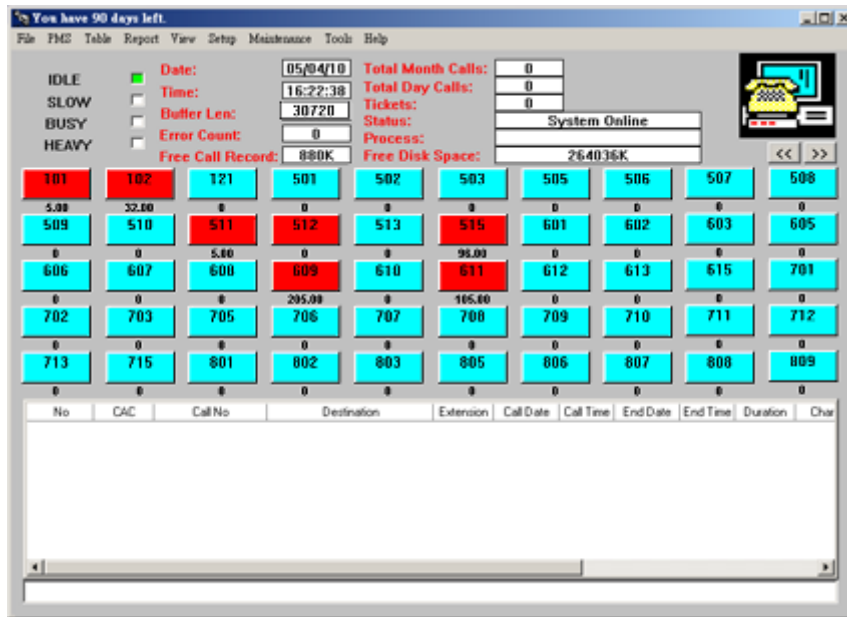 You have 90 days left.
File PMS Table Report View Setup Maintenance Tools Help
IDLE
SLOW
BUSY
HEAVY
Date: 05/04/10
Time: 16:22:38
Buffer Len: 30720
Error Count: 0
Free Call Record: 880K
Total Month Calls: 0
Total Day Calls: 0
Tickets: 0
Status: System Online
Process:
Free Disk Space: 264036K
<< >>
101 102 121 501 502 503 505 506 507 508
5.00 32.00 0 0 0 0 0 0 0 0
509 510 511 512 513 515 601 602 603 605
0 0 5.00 0 0 96.00 0 0 0 0
606 607 608 609 610 611 612 613 615 701
0 0 0 205.00 0 105.00 0 0 0 0
702 703 705 706 707 708 709 710 711 712
0 0 0 0 0 0 0 0 0 0
713 715 801 802 803 805 806 807 808 809
0 0 0 0 0 0 0 0 0 0
No CAC Call No Destination Extension Call Date Call Time End Date End Time Duration Char